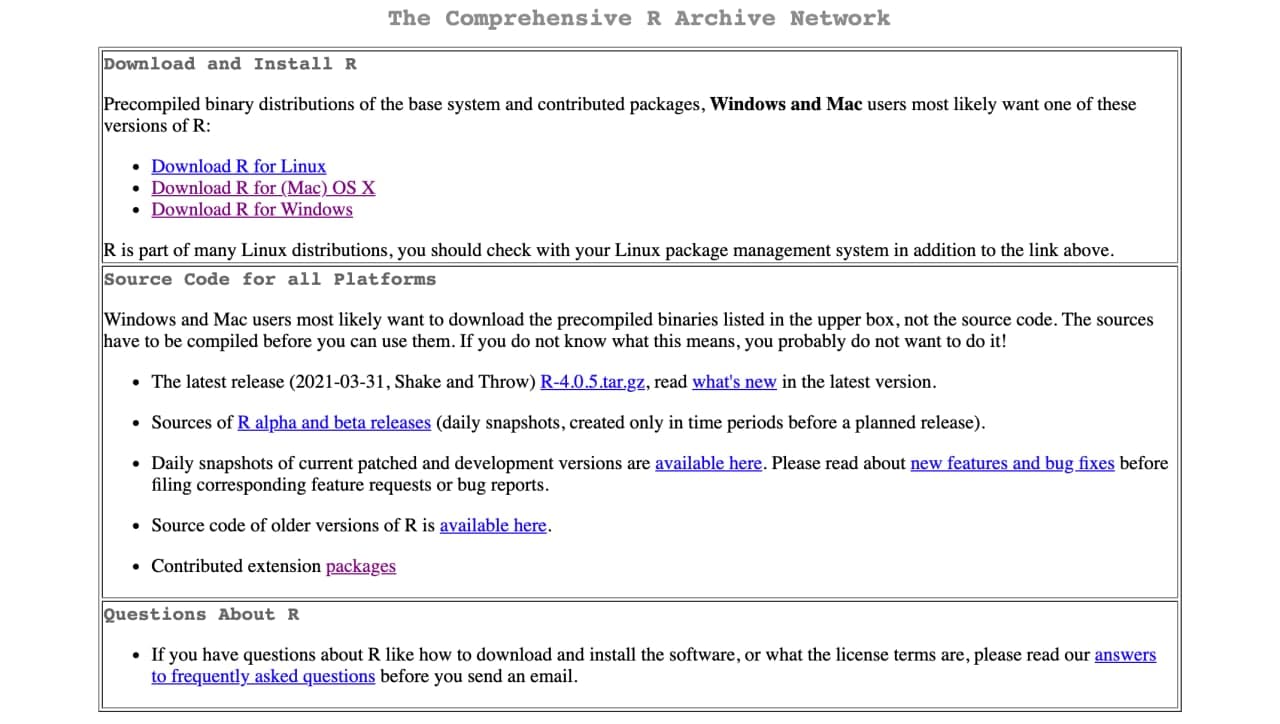 The Comprehensive R Archive Network
Download and Install R
Precompiled binary distributions of the base system and contributed packages, Windows and Mac users most likely want one of these
versions of R:
• Download R for Linux
• Download R for (Mac) OS X
• Download R for Windows
R is part of many Linux distributions, you should check with your Linux package management system in addition to the link above.
Source Code for all Platforms
Windows and Mac users most likely want to download the precompiled binaries listed in the upper box, not the source code. The sources
have to be compiled before you can use them. If you do not know what this means, you probably do not want to do it!
• The latest release (2021-03-31, Shake and Throw) R-4.0.5.tar.gz, read what's new in the latest version.
• Sources of R alpha and beta releases (daily snapshots, created only in time periods before a planned release).
• Daily snapshots of current patched and development versions are available here. Please read about new features and bug fixes before
filing corresponding feature requests or bug reports.
• Source code of older versions of R is available here.
• Contributed extension packages
Questions About R
• If you have questions about R like how to download and install the software, or what the license terms are, please read our answers
to frequently asked questions before you send an email.